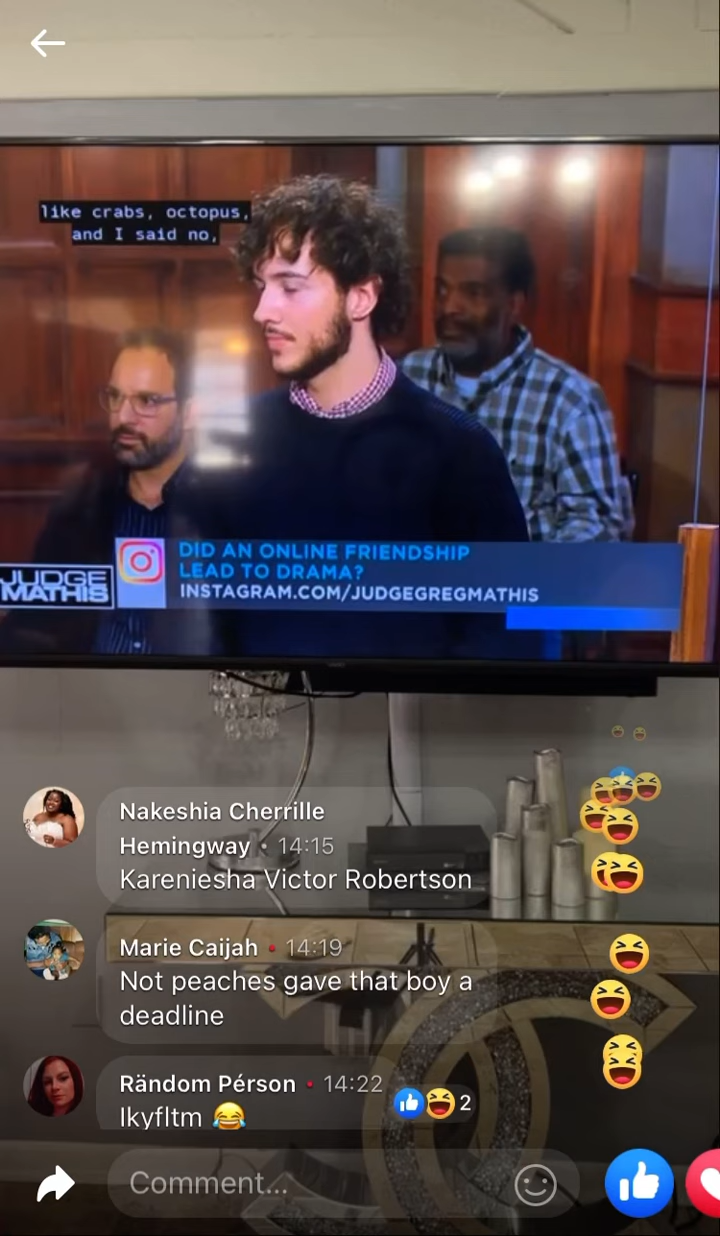 like crabs, octopus,
and I said no,
JUDGE
MATHIS
DID AN ONLINE FRIENDSHIP
LEAD TO DRAMA?
INSTAGRAM.COM/JUDGEGREGMATHIS
Nakeshia Cherrille
Hemingway • 14:15
Kareniesha Victor Robertson
Marie Caijah • 14:19
Not peaches gave that boy a
deadline
Rändom Pérson • 14:22
lkyfltm 😂
2
Comment...